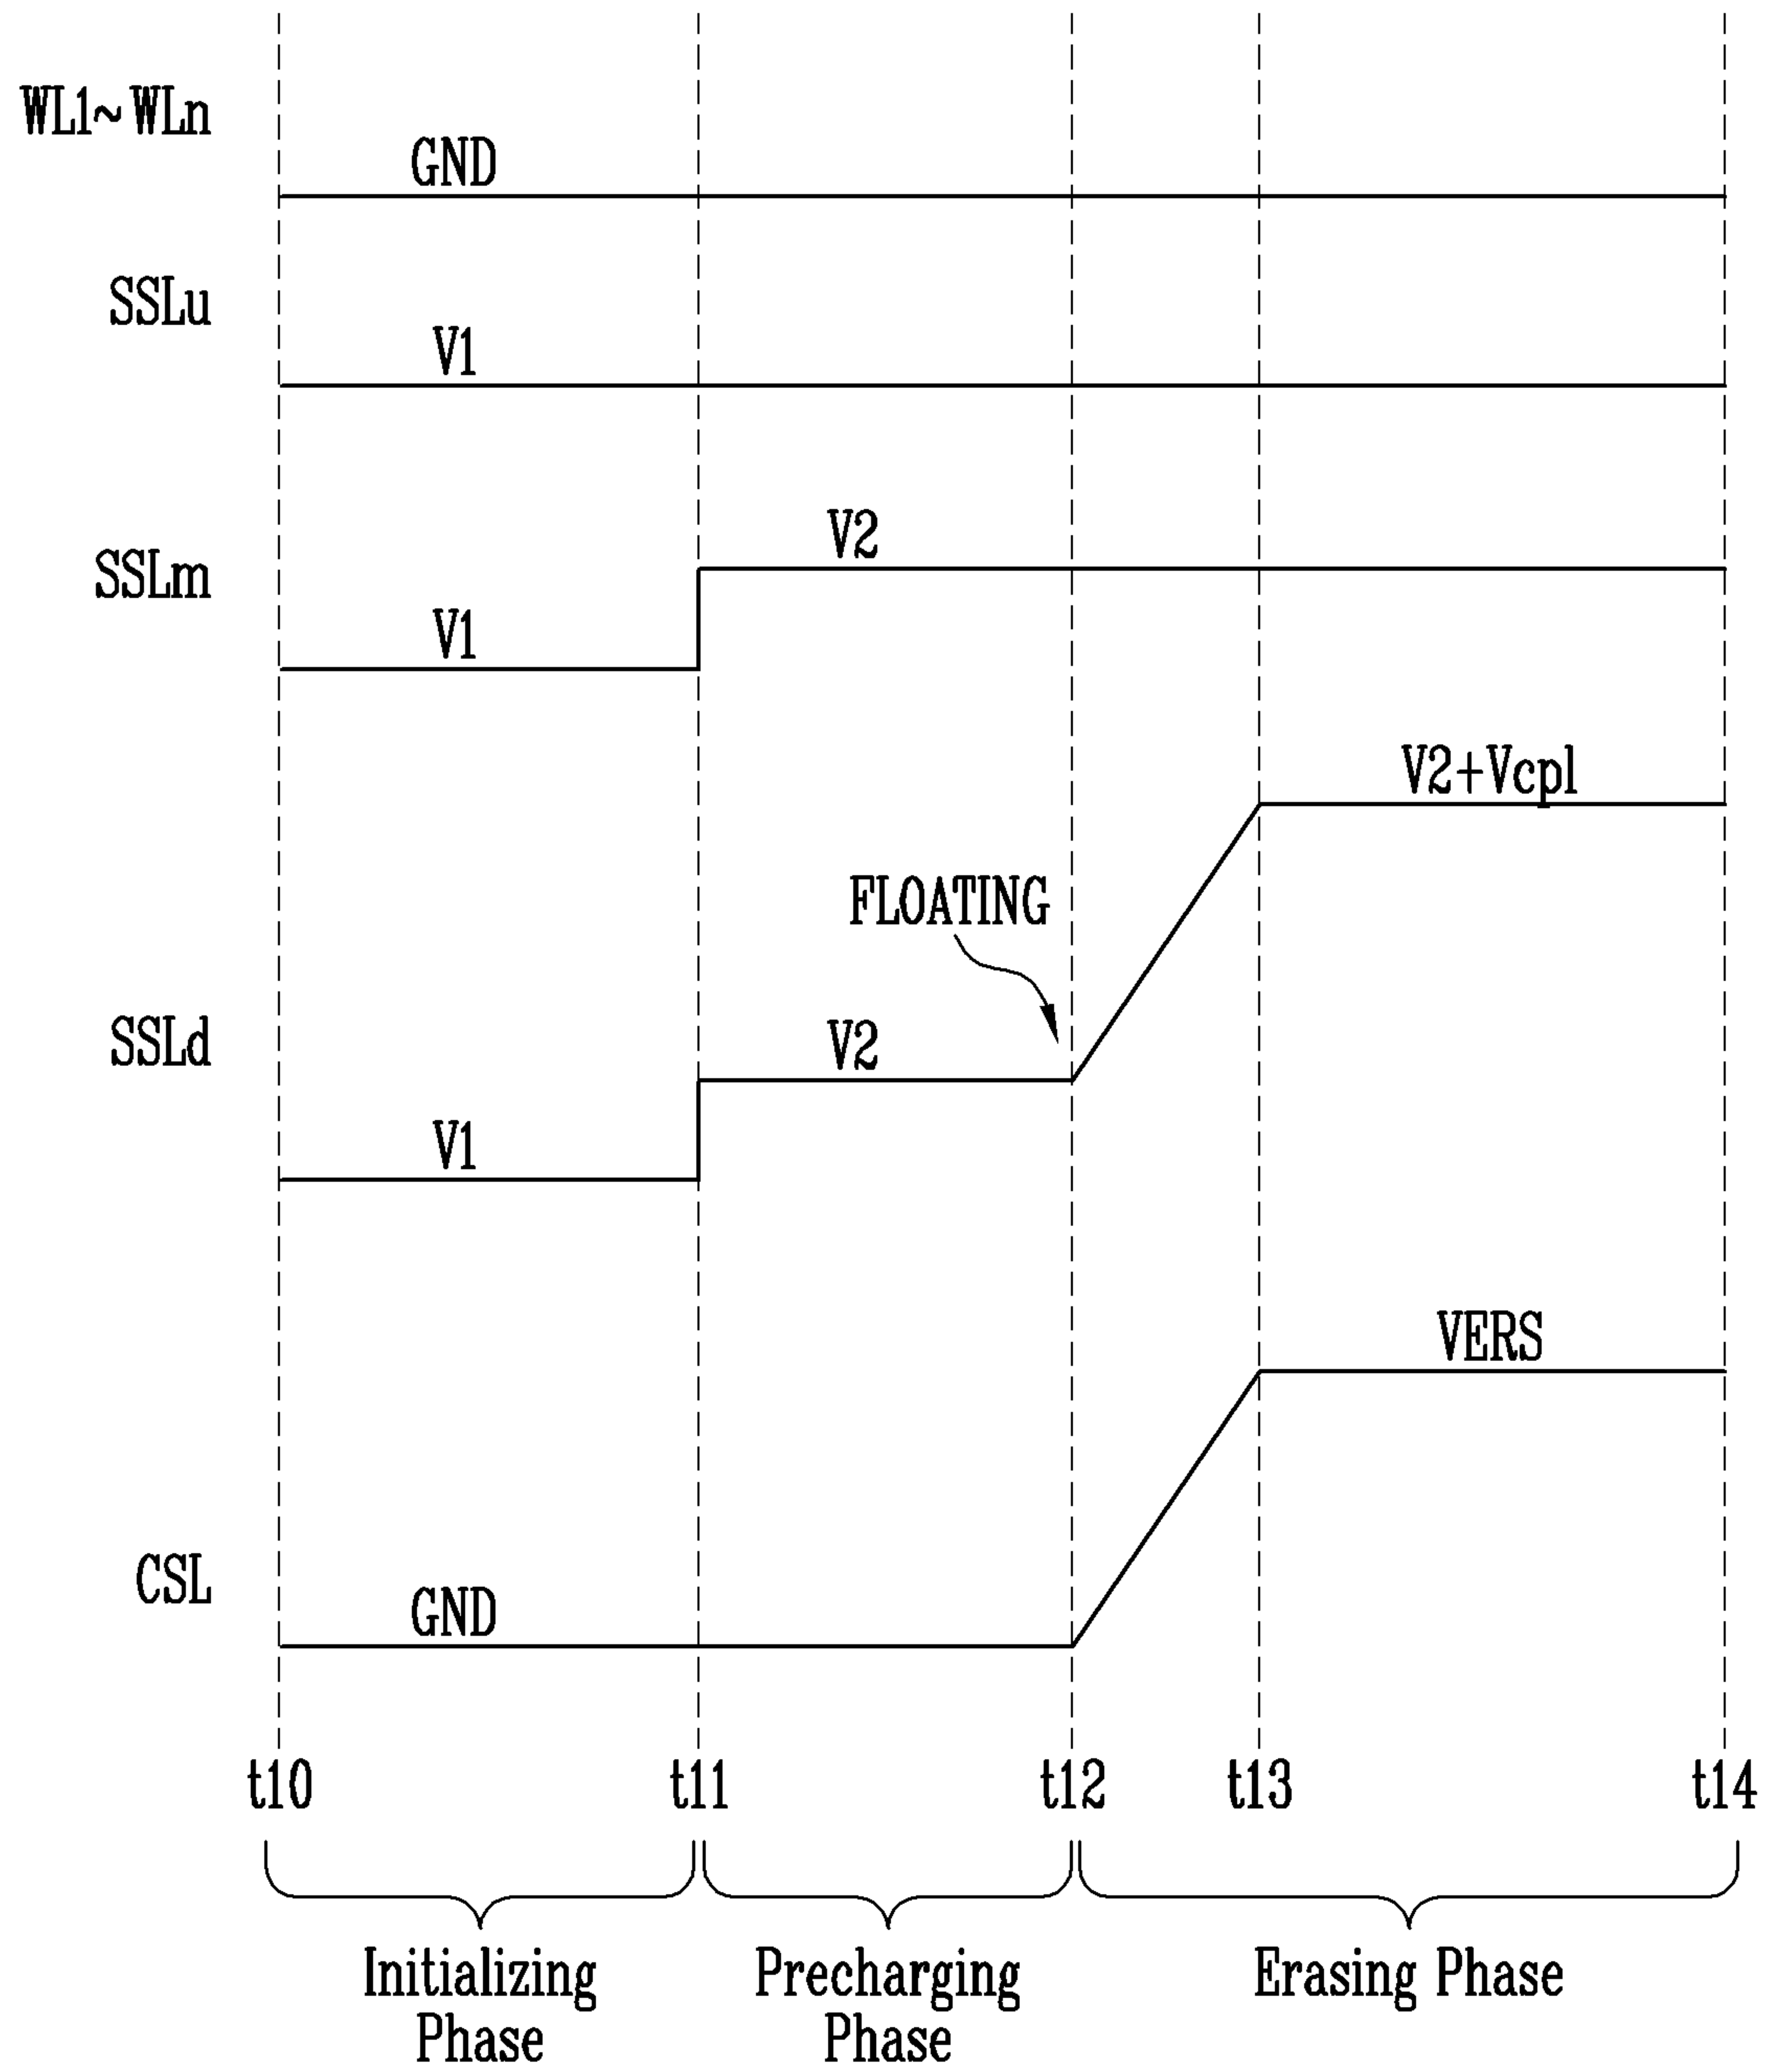 WL1~WLn
GND
SSLu
V1
V2
SSLm
V1
V2+Vcpl
FLOATING
SSLd
V2
V1
VERS
CSL
GND
t10 t11 t12 t13 t14
Initializing
Phase
Precharging
Phase
Erasing Phase